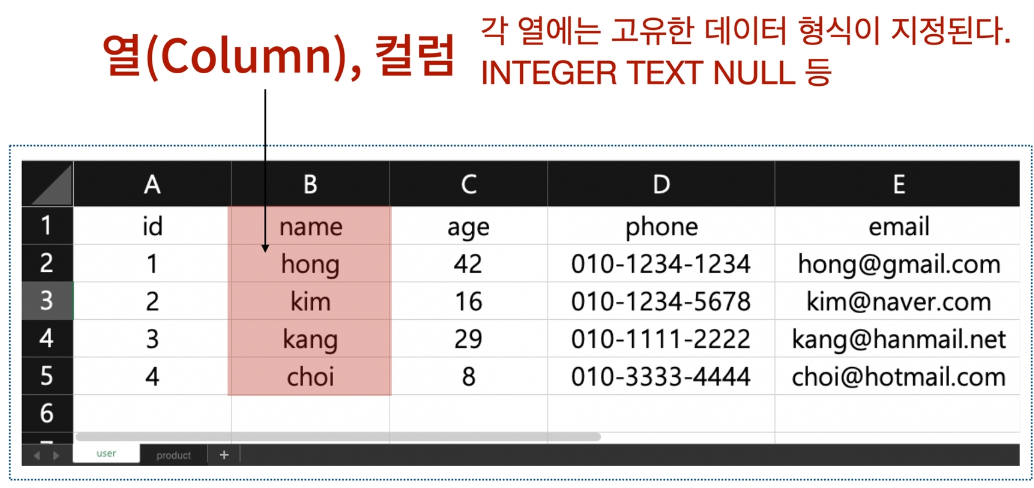 열(Column), 컬럼
각 열에는 고유한 데이터 형식이 지정된다.
INTEGER TEXT NULL 등
A B C D E
1 id name age phone email
2 1 hong 42 010-1234-1234 hong@gmail.com
3 2 kim 16 010-1234-5678 kim@naver.com
4 3 kang 29 010-1111-2222 kang@hanmail.net
5 4 choi 8 010-3333-4444 choi@hotmail.com
6
user product +